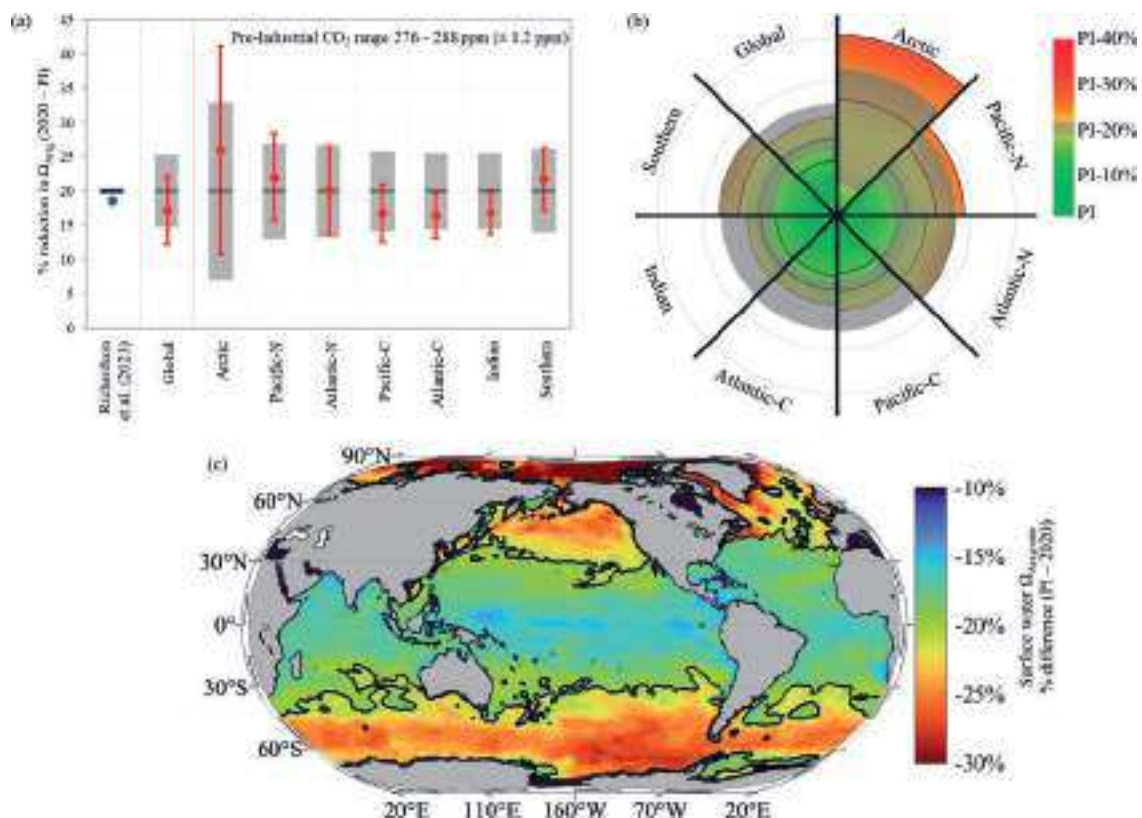 (a)
45
40
35
30
25
20
15
10
5
0
% reduction in Ω_Arag (2020 – PI)
Pre-Industrial CO₂ range 276 – 288 ppm (± 1.2 ppm)
Richardson
et al. (2023)
Global
Arctic
Pacific-N
Atlantic-N
Pacific-C
Atlantic-C
Indian
Southern
(b)
Global
Arctic
Pacific-N
Atlantic-N
Pacific-C
Atlantic-C
Indian
Southern
PI-40%
PI-30%
PI-20%
PI-10%
PI
(c)
90°N
60°N
30°N
0°
30°S
60°S
20°E 110°E 160°W 70°W 20°E
-10%
-15%
-20%
-25%
-30%
Surface water Ω_Aragonite
% difference (PI – 2020)